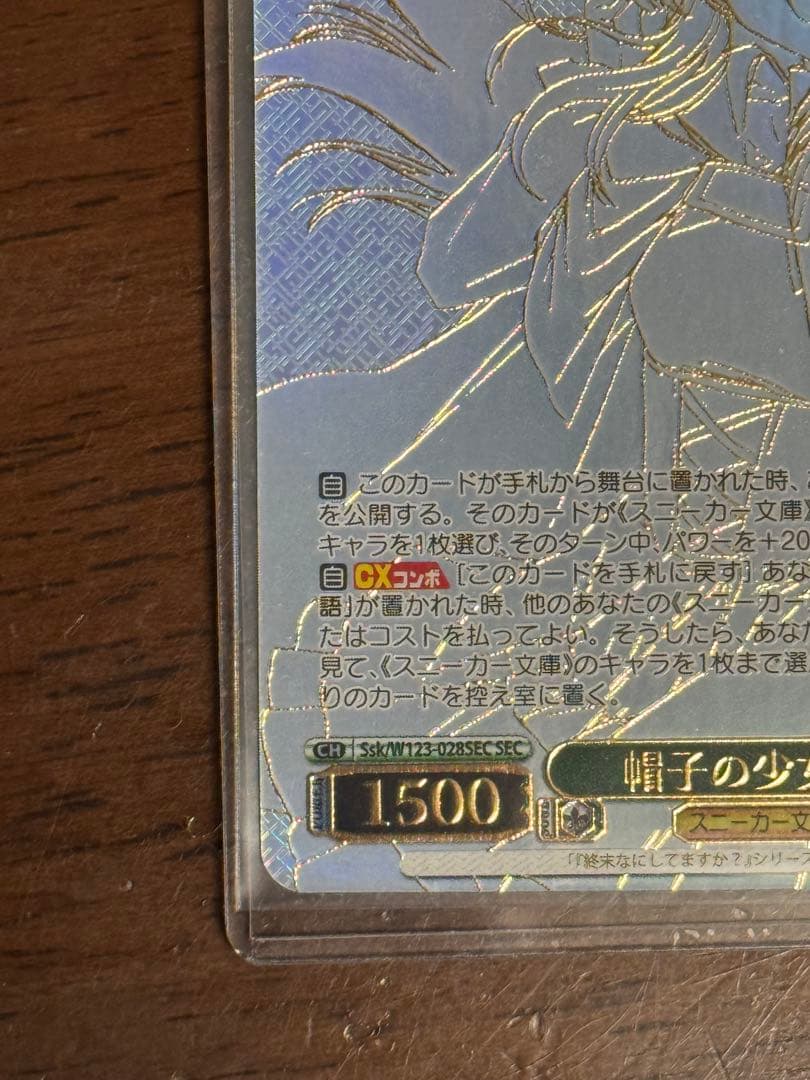 自 このカードが手札から舞台に置かれた時、
を公開する。そのカードが《スニーカー文庫》
キャラを1枚選び、そのターン中、パワーを＋20
自 CXコンボ ［このカードを手札に戻す］ あな
語」が置かれた時、他のあなたの《スニーカー
たはコストを払ってよい。そうしたら、あな
見て、《スニーカー文庫》のキャラを1枚まで選
りのカードを控え室に置く。
CH Ssk/W123-028SEC SEC
帽子の少女
POWER 1500
スニーカー文
「『終末なにしてますか？』シリーズ